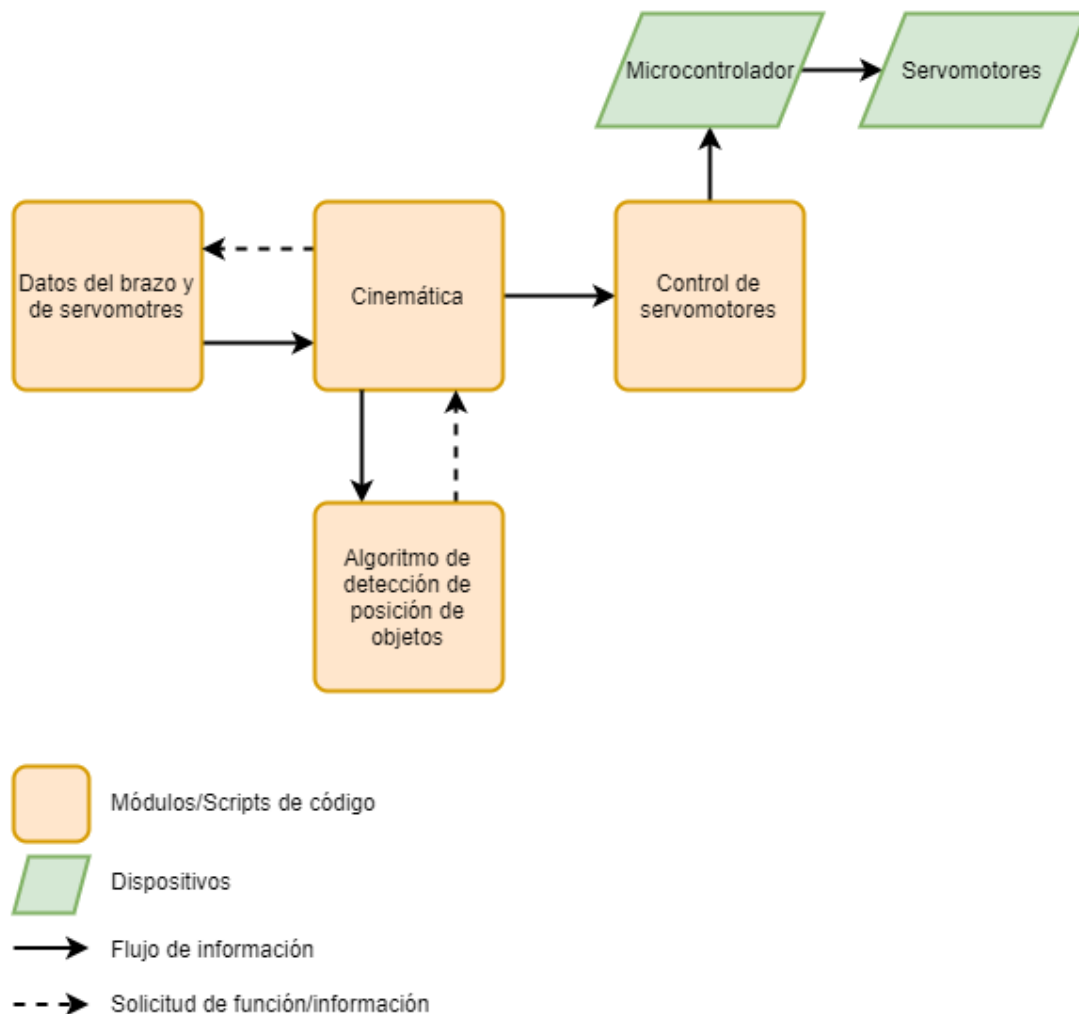 Microcontrolador
Servomotores
Datos del brazo y
de servomotres
Cinemática
Control de
servomotores
Algoritmo de
detección de
posición de
objetos
Módulos/Scripts de código
Dispositivos
Flujo de información
Solicitud de función/información